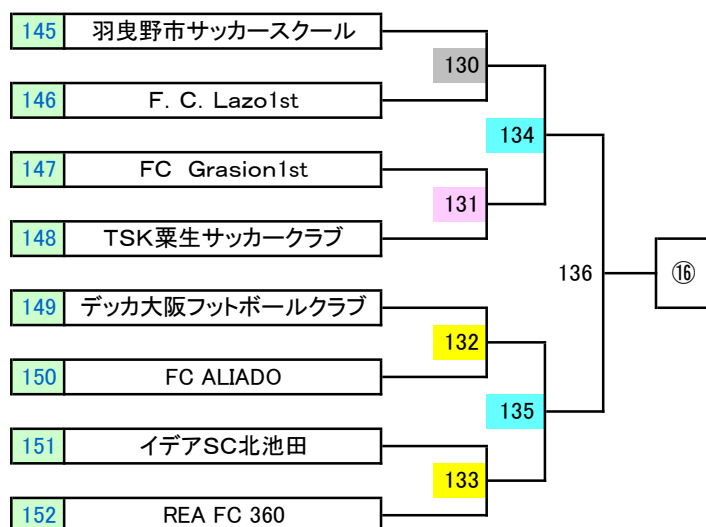 145 羽曳野市サッカースクール
130
146 F. C. Lazo1st
134
147 FC Grasion1st
131
148 TSK粟生サッカークラブ
136 ⑯
149 デッカ大阪フットボールクラブ
132
150 FC ALIADO
135
151 イデアSC北池田
133
152 REA FC 360